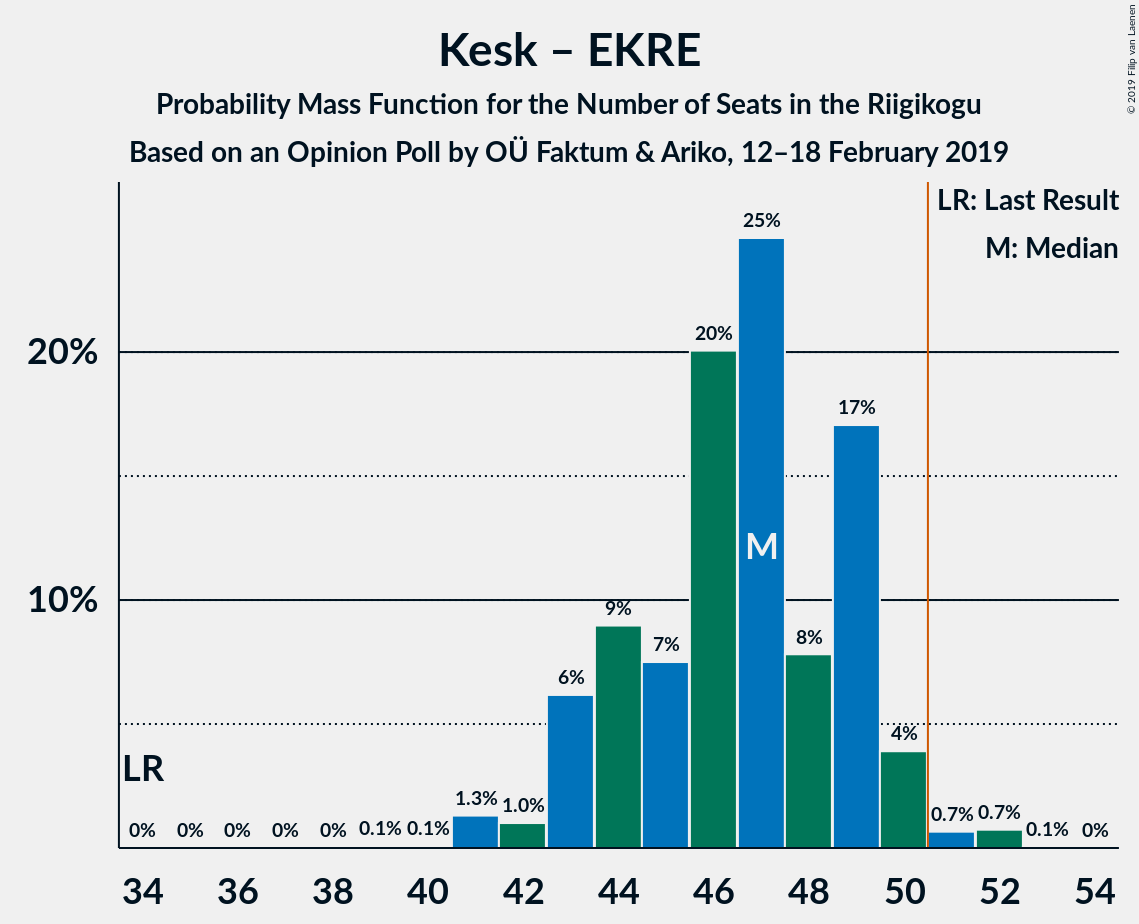 Kesk – EKRE
Probability Mass Function for the Number of Seats in the Riigikogu
Based on an Opinion Poll by OÜ Faktum & Ariko, 12–18 February 2019
© 2019 Filip van Laenen
LR: Last Result
M: Median
25%
20%
20%
17%
M
10%
9%
8%
7%
6%
4%
LR
1.3%
1.0%
0.7%
0.7%
0%
0%
0%
0%
0%
0.1%
0.1%
0.1%
0%
34 36 38 40 42 44 46 48 50 52 54